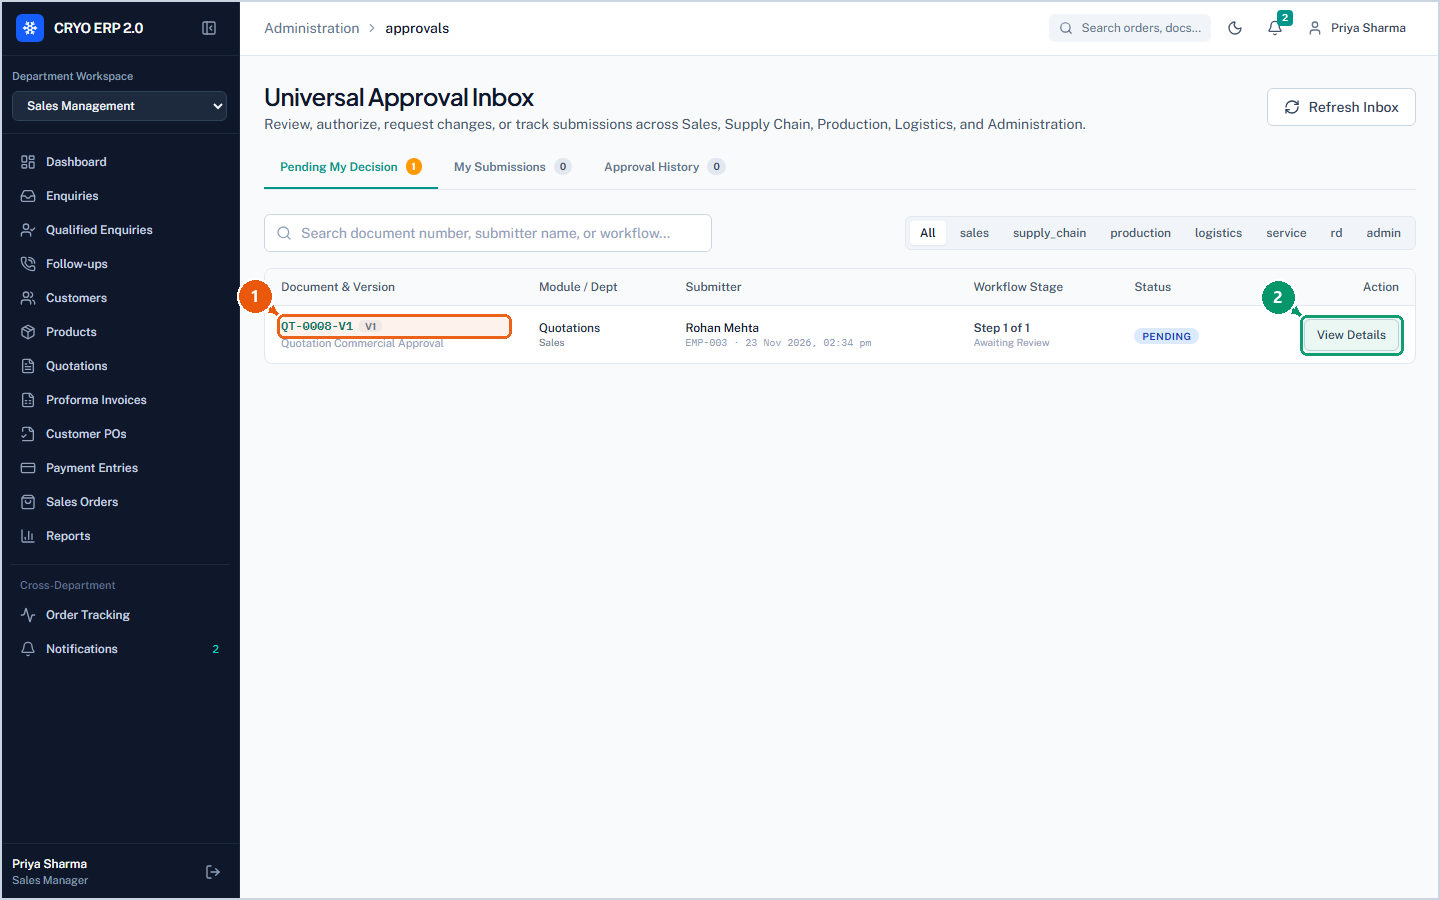 CRYO ERP 2.0
Administration > approvals
Search orders, docs...
2
Priya Sharma
Department Workspace
Sales Management
Dashboard
Enquiries
Qualified Enquiries
Follow-ups
Customers
Products
Quotations
Proforma Invoices
Customer POs
Payment Entries
Sales Orders
Reports
Cross-Department
Order Tracking
Notifications 2
Priya Sharma
Sales Manager
Universal Approval Inbox
Review, authorize, request changes, or track submissions across Sales, Supply Chain, Production, Logistics, and Administration.
Refresh Inbox
Pending My Decision 1 My Submissions 0 Approval History 0
Search document number, submitter name, or workflow...
All sales supply_chain production logistics service rd admin
Document & Version Module / Dept Submitter Workflow Stage Status Action
1
2
QT-0008-V1 V1
Quotation Commercial Approval
Quotations
Sales
Rohan Mehta
EMP-003 · 23 Nov 2026, 02:34 pm
Step 1 of 1
Awaiting Review
PENDING
View Details